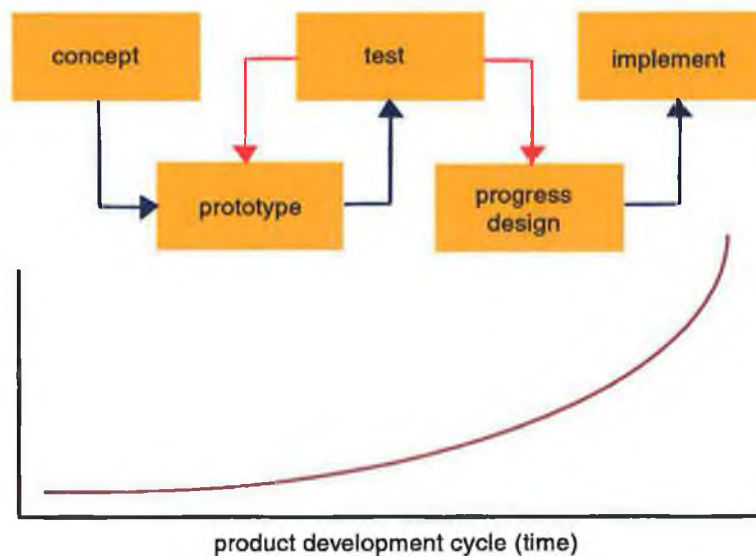 concept
test
implement
prototype
progress
design
product development cycle (time)